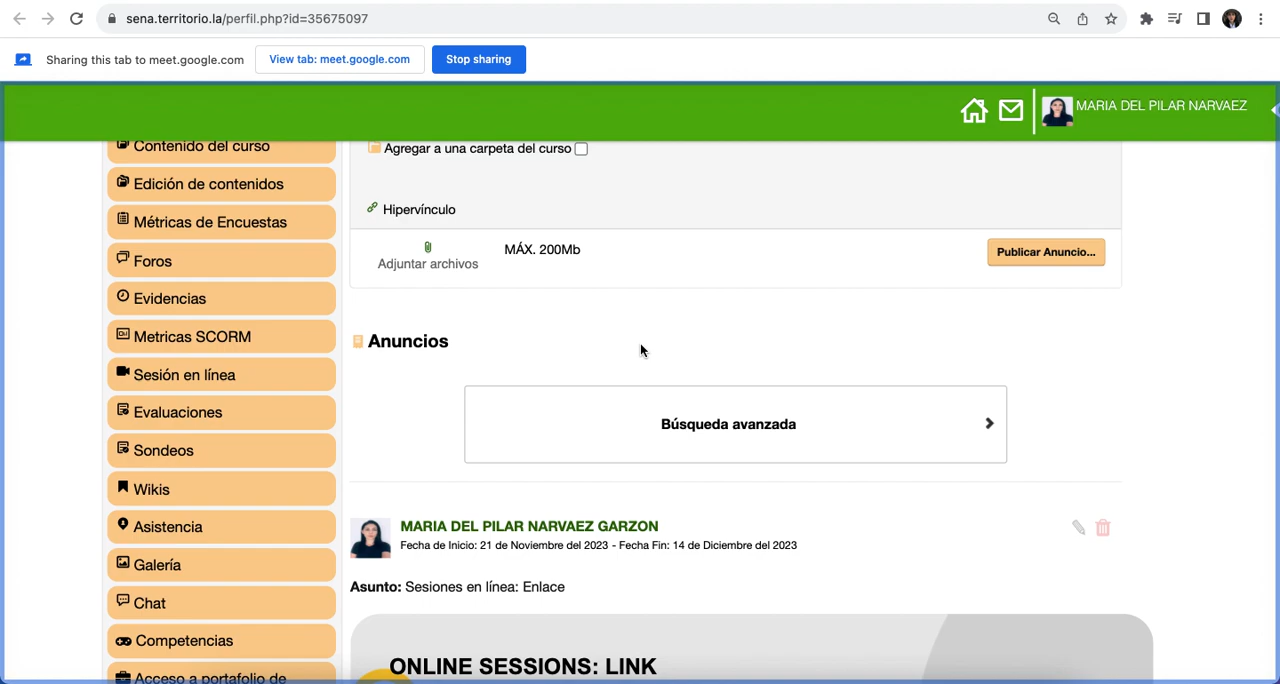 sena.territorio.la/perfil.php?id=35675097
Sharing this tab to meet.google.com
View tab: meet.google.com
Stop sharing
MARIA DEL PILAR NARVAEZ
Contenido del curso
Edición de contenidos
Métricas de Encuestas
Foros
Evidencias
Metricas SCORM
Sesión en línea
Evaluaciones
Sondeos
Wikis
Asistencia
Galería
Chat
Competencias
Acceso a portafolio de
Agregar a una carpeta del curso
Hipervínculo
Adjuntar archivos
MÁX. 200Mb
Publicar Anuncio...
Anuncios
Búsqueda avanzada
MARIA DEL PILAR NARVAEZ GARZON
Fecha de Inicio: 21 de Noviembre del 2023 - Fecha Fin: 14 de Diciembre del 2023
Asunto: Sesiones en línea: Enlace
ONLINE SESSIONS: LINK